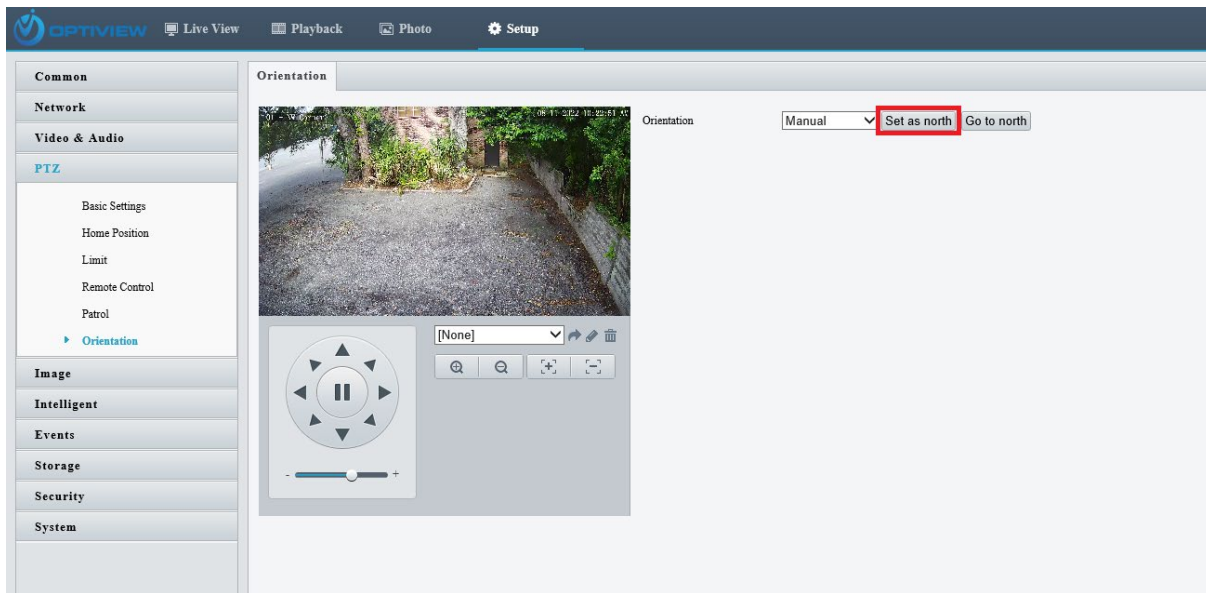 OPTIVIEW Live View Playback Photo Setup
Common
Network
Video & Audio
PTZ
Basic Settings
Home Position
Limit
Remote Control
Patrol
Orientation
Image
Intelligent
Events
Storage
Security
System
Orientation
Orientation Manual Set as north Go to north
[None]
- +